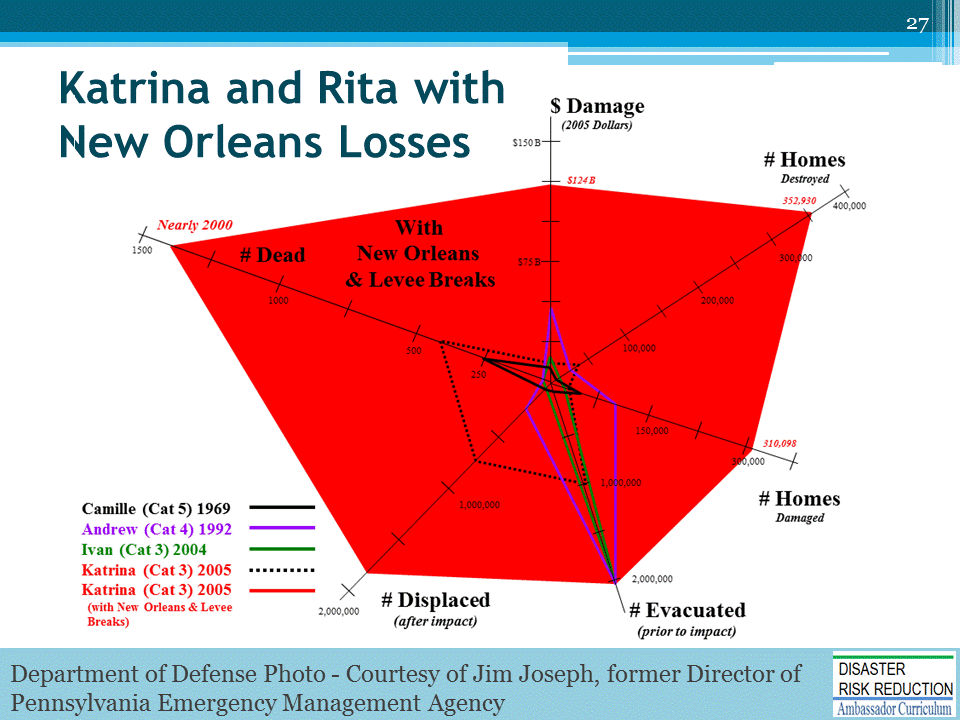 27
Katrina and Rita with
New Orleans Losses
$ Damage
(2005 Dollars)
$150 B
$124 B
$75 B
# Homes
Destroyed
352,930
400,000
300,000
200,000
100,000
Nearly 2000
1500
# Dead
1000
500
250
With
New Orleans
& Levee Breaks
150,000
300,000
310,098
# Homes
Damaged
1,000,000
2,000,000
# Evacuated
(prior to impact)
1,000,000
2,000,000
# Displaced
(after impact)
Camille (Cat 5) 1969
Andrew (Cat 4) 1992
Ivan (Cat 3) 2004
Katrina (Cat 3) 2005
Katrina (Cat 3) 2005
(with New Orleans & Levee
Breaks)
Department of Defense Photo - Courtesy of Jim Joseph, former Director of
Pennsylvania Emergency Management Agency
DISASTER
RISK REDUCTION
Ambassador Curriculum